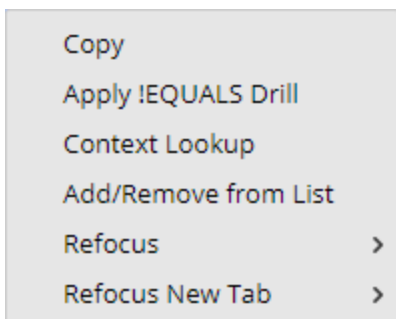 Copy
Apply !EQUALS Drill
Context Lookup
Add/Remove from List
Refocus
Refocus New Tab